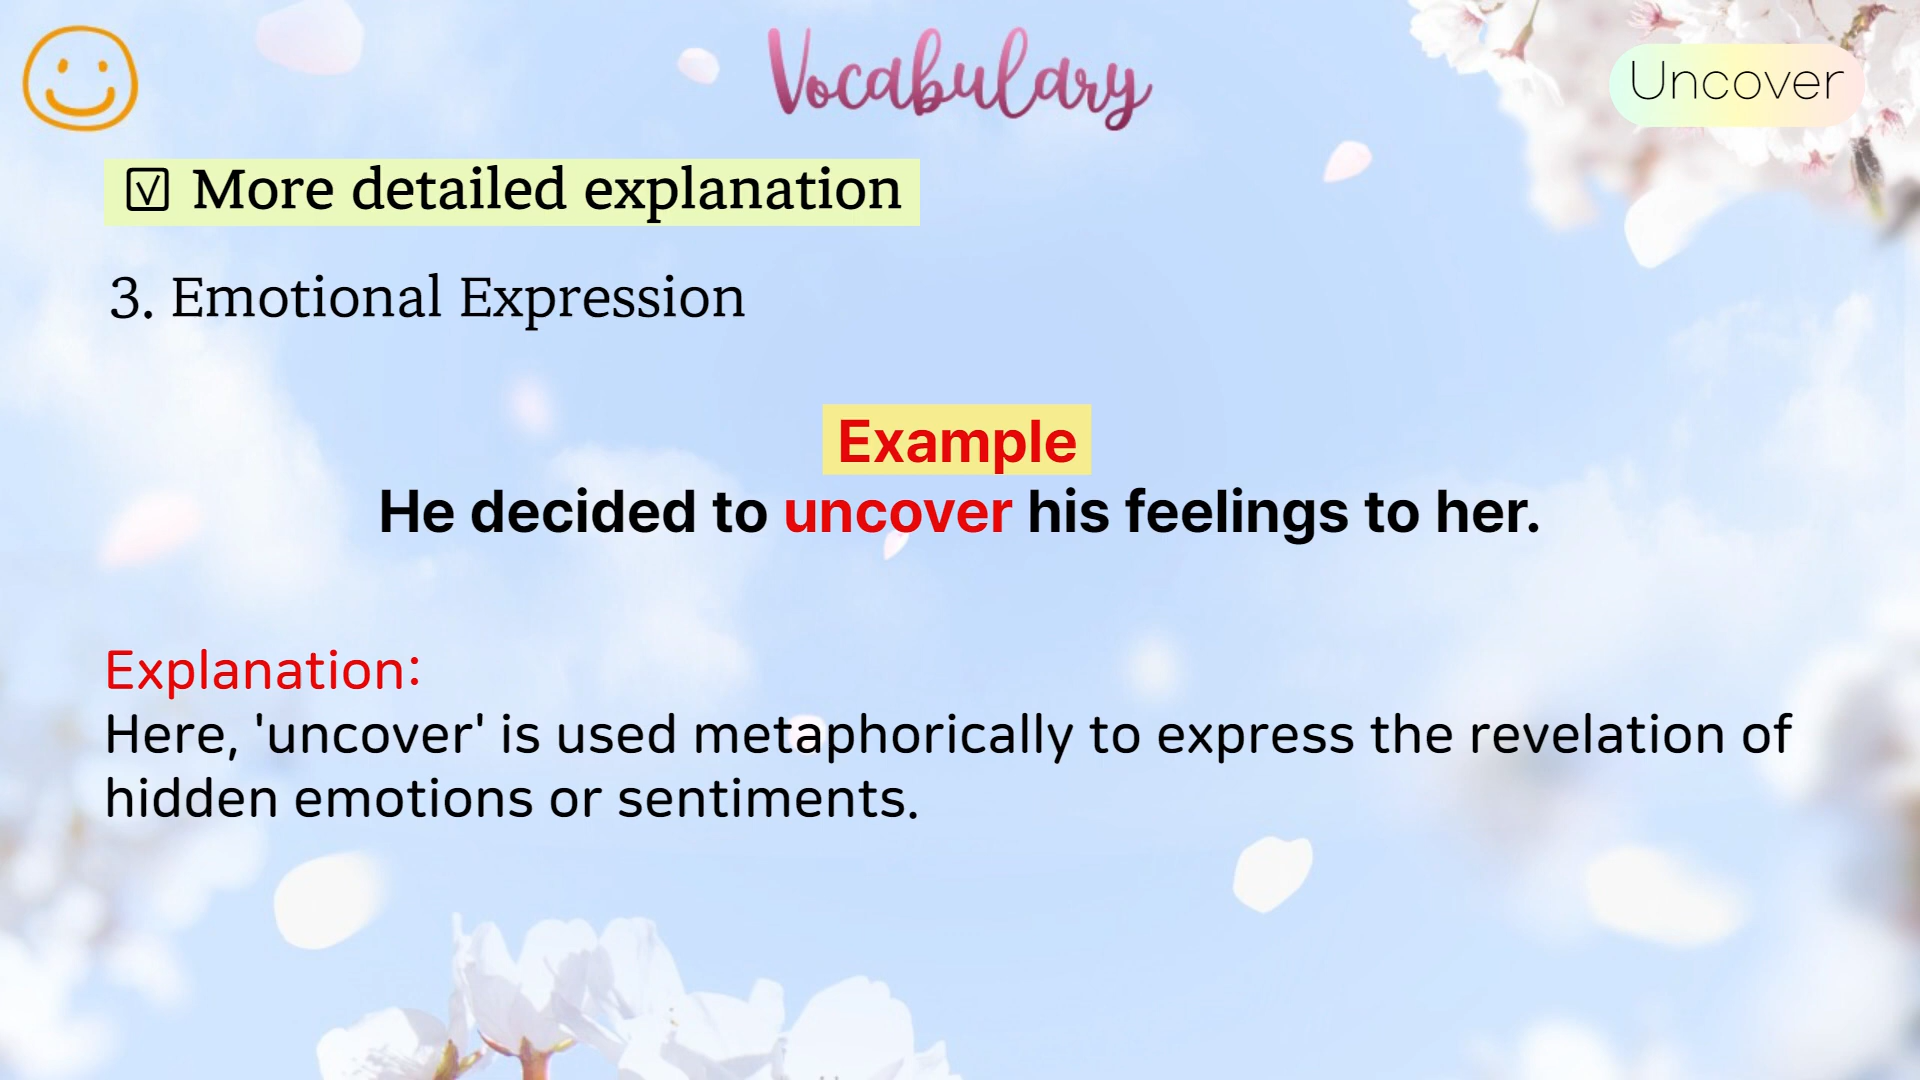 Vocabulary
Uncover
☑ More detailed explanation
3. Emotional Expression
Example
He decided to uncover his feelings to her.
Explanation:
Here, 'uncover' is used metaphorically to express the revelation of
hidden emotions or sentiments.